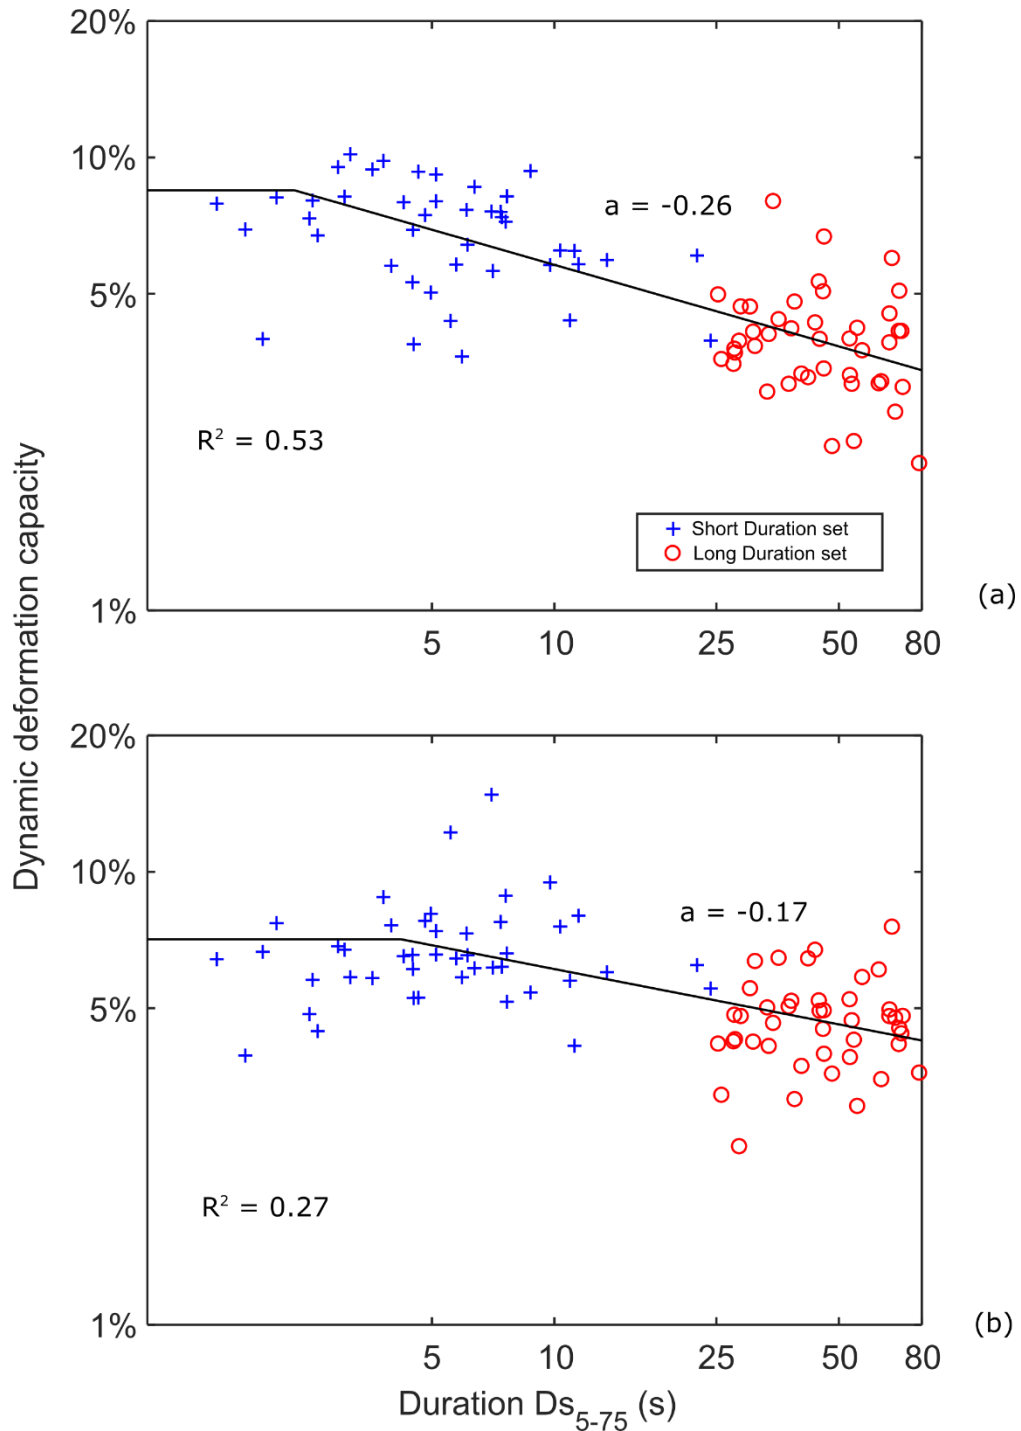 20%
10%
a = -0.26
5%
R² = 0.53
Short Duration set
Long Duration set
1%
(a)
5 10 25 50 80
Dynamic deformation capacity
20%
10%
a = -0.17
5%
R² = 0.27
1%
(b)
5 10 25 50 80
Duration Ds5-75 (s)